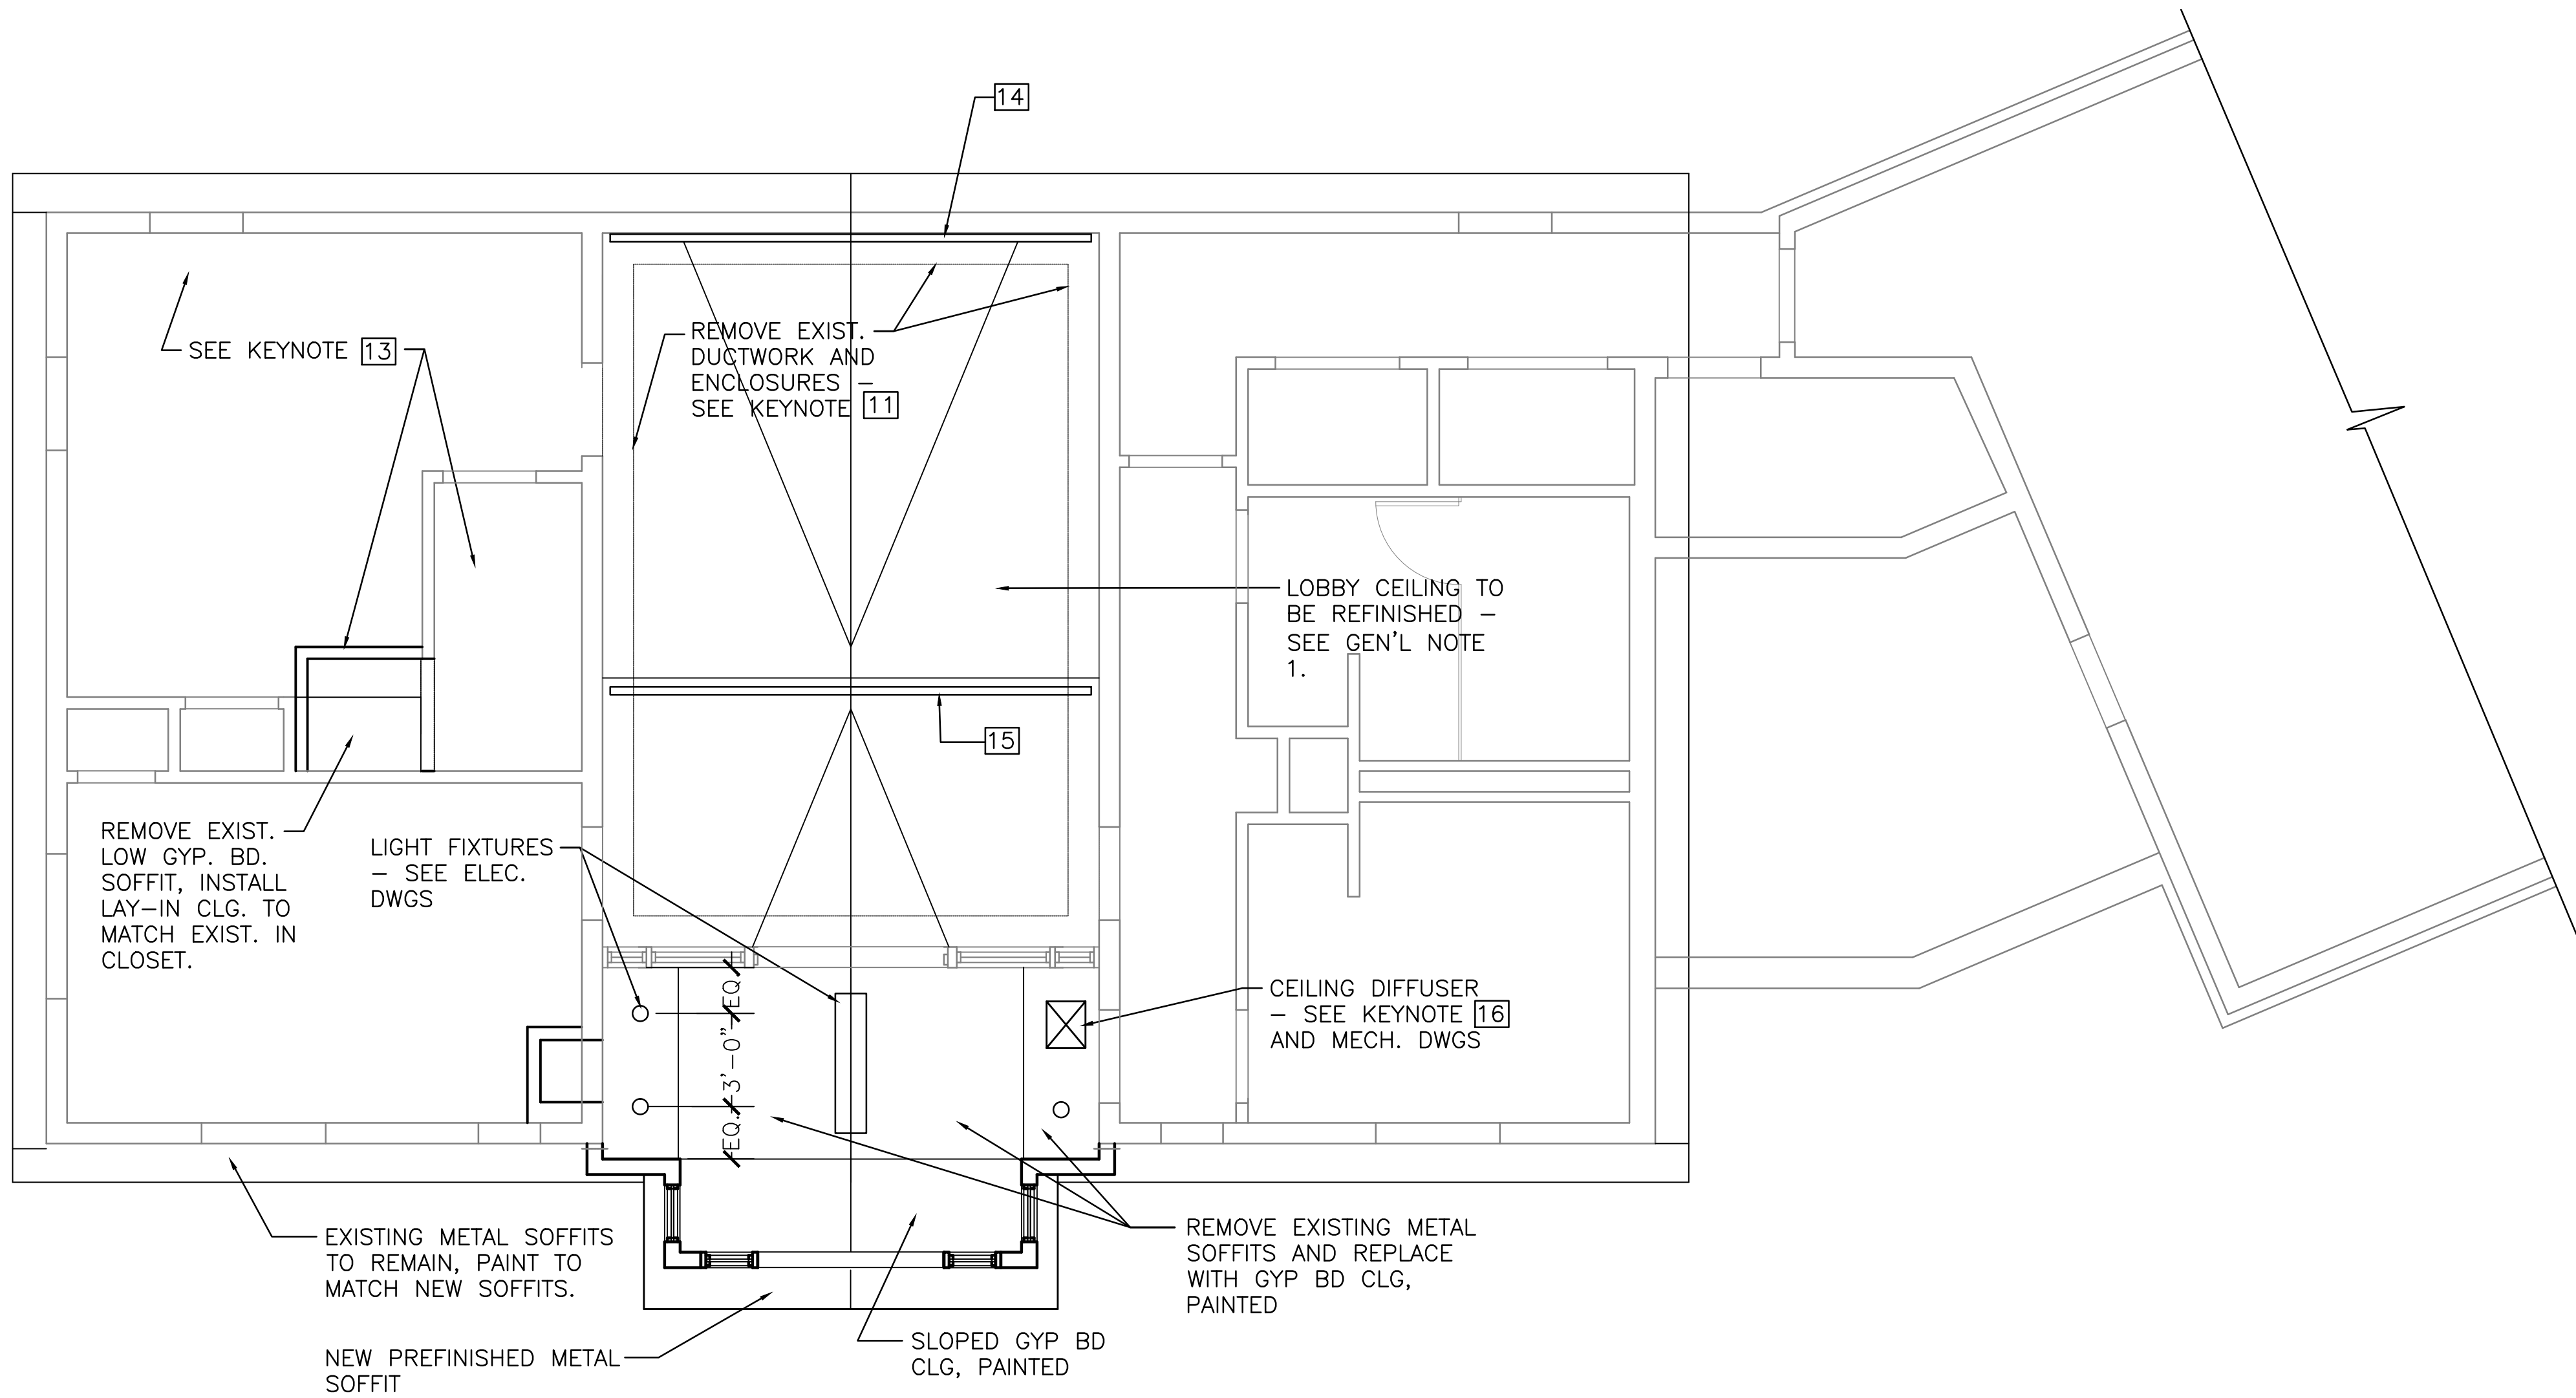 14
SEE KEYNOTE 13
REMOVE EXIST.
DUCTWORK AND
ENCLOSURES –
SEE KEYNOTE 11
LOBBY CEILING TO
BE REFINISHED –
SEE GEN'L NOTE
1.
15
REMOVE EXIST.
LOW GYP. BD.
SOFFIT, INSTALL
LAY–IN CLG. TO
MATCH EXIST. IN
CLOSET.
LIGHT FIXTURES
– SEE ELEC.
DWGS
EQ.
3'–0"
EQ.
CEILING DIFFUSER
– SEE KEYNOTE 16
AND MECH. DWGS
EXISTING METAL SOFFITS
TO REMAIN, PAINT TO
MATCH NEW SOFFITS.
REMOVE EXISTING METAL
SOFFITS AND REPLACE
WITH GYP BD CLG,
PAINTED
NEW PREFINISHED METAL
SOFFIT
SLOPED GYP BD
CLG, PAINTED